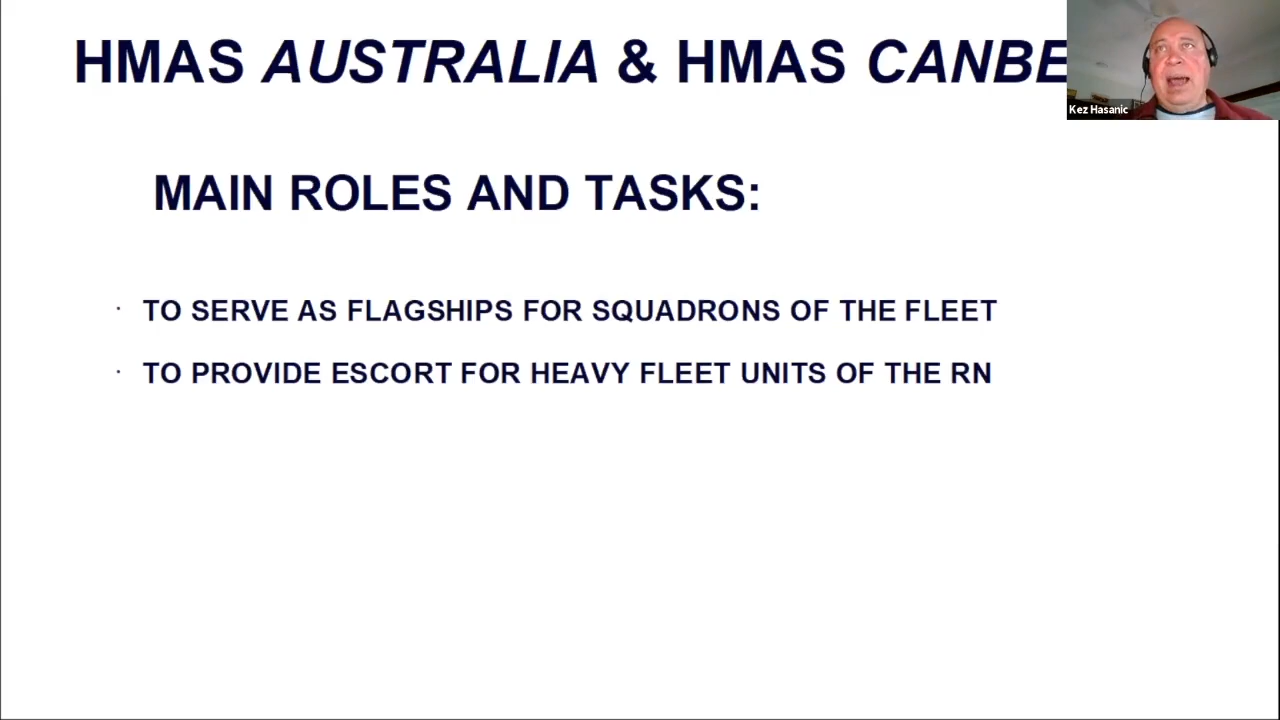 HMAS AUSTRALIA & HMAS CANBE
Kez Hasanic
MAIN ROLES AND TASKS:
· TO SERVE AS FLAGSHIPS FOR SQUADRONS OF THE FLEET
· TO PROVIDE ESCORT FOR HEAVY FLEET UNITS OF THE RN